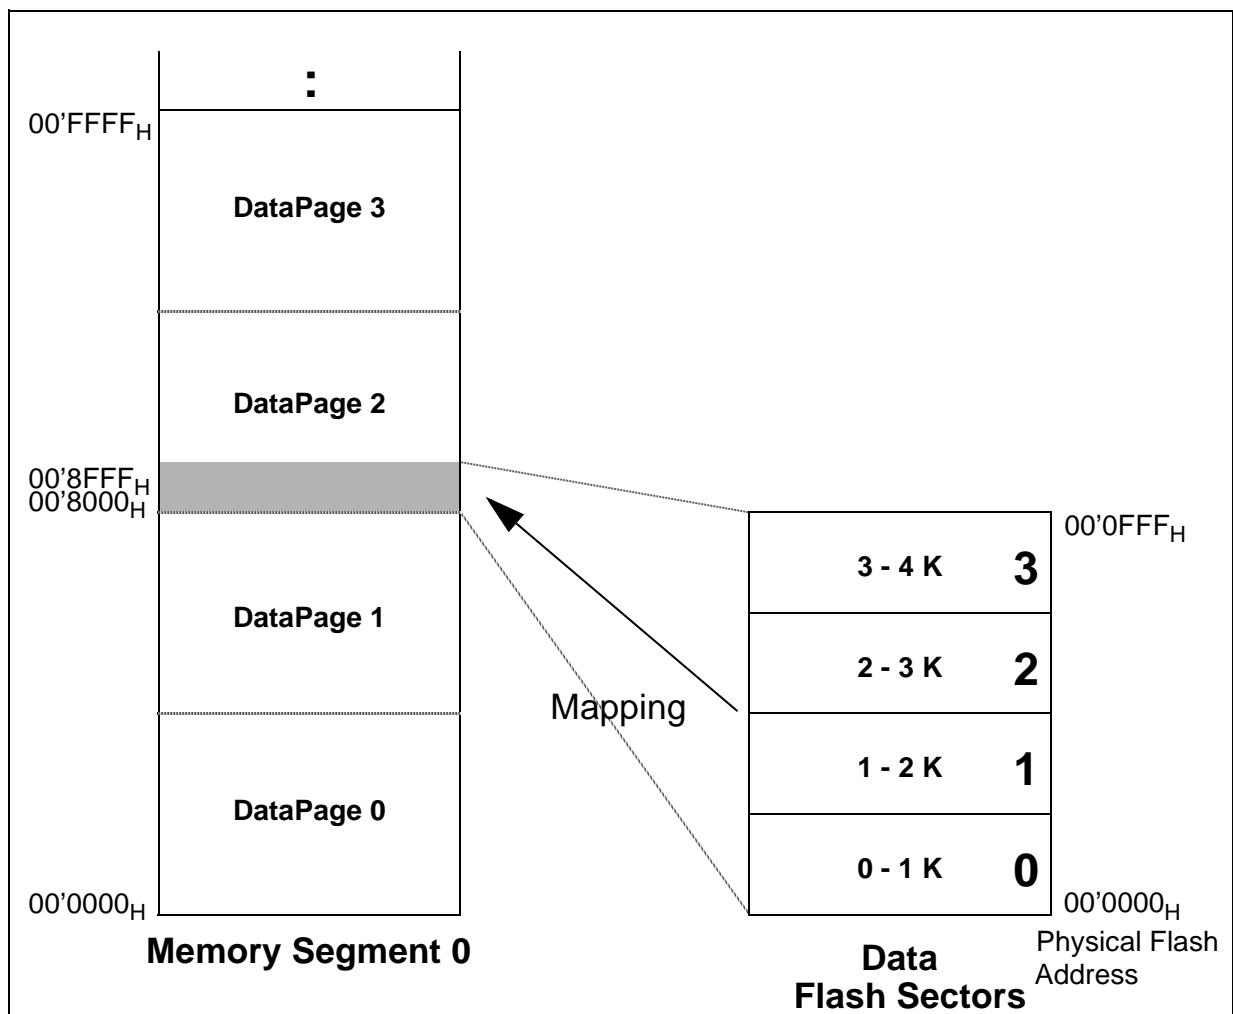 :
00’FFFFH
DataPage 3
DataPage 2
00’8FFFH
00’8000H
DataPage 1
DataPage 0
00’0000H
Memory Segment 0
Mapping
00’0FFFH
3 - 4 K 3
2 - 3 K 2
1 - 2 K 1
0 - 1 K 0
00’0000H
Physical Flash
Address
Data
Flash Sectors